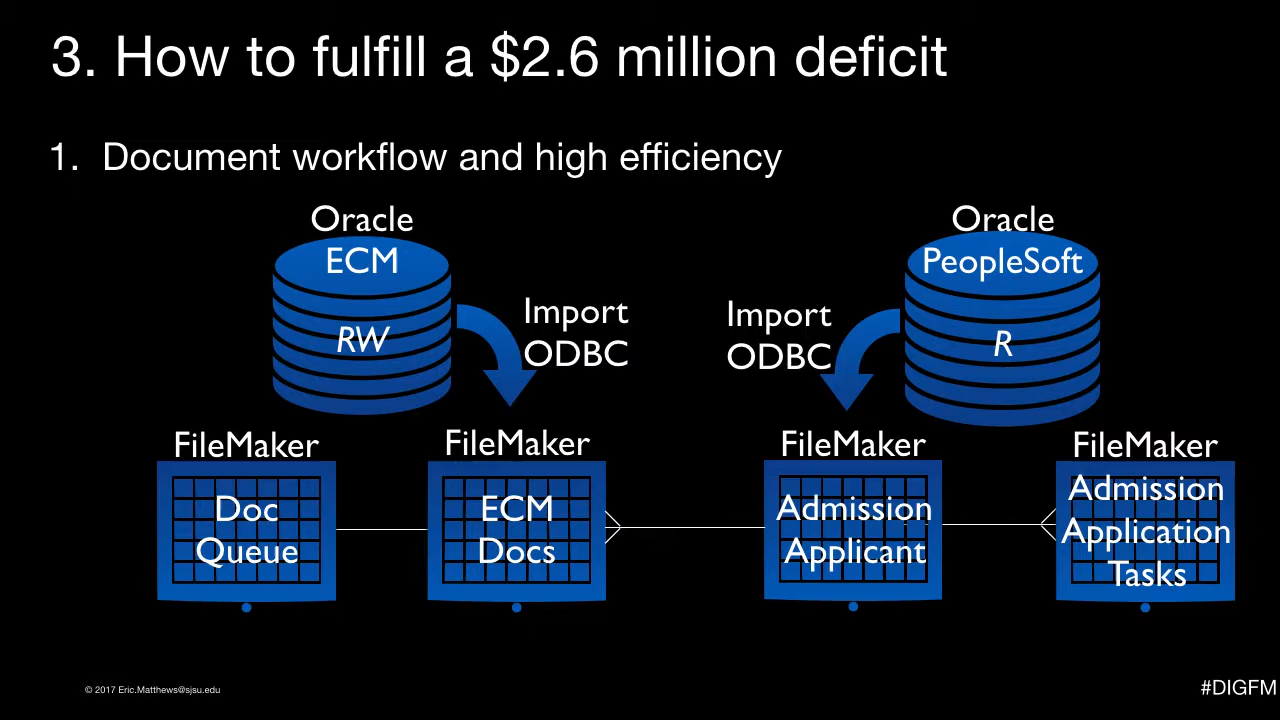 3. How to fulfill a $2.6 million deficit
1. Document workflow and high efficiency
Oracle
ECM
RW
Import
ODBC
Import
ODBC
Oracle
PeopleSoft
R
FileMaker
Doc
Queue
FileMaker
ECM
Docs
FileMaker
Admission
Applicant
FileMaker
Admission
Application
Tasks
© 2017 Eric.Matthews@sjsu.edu
#DIGFM